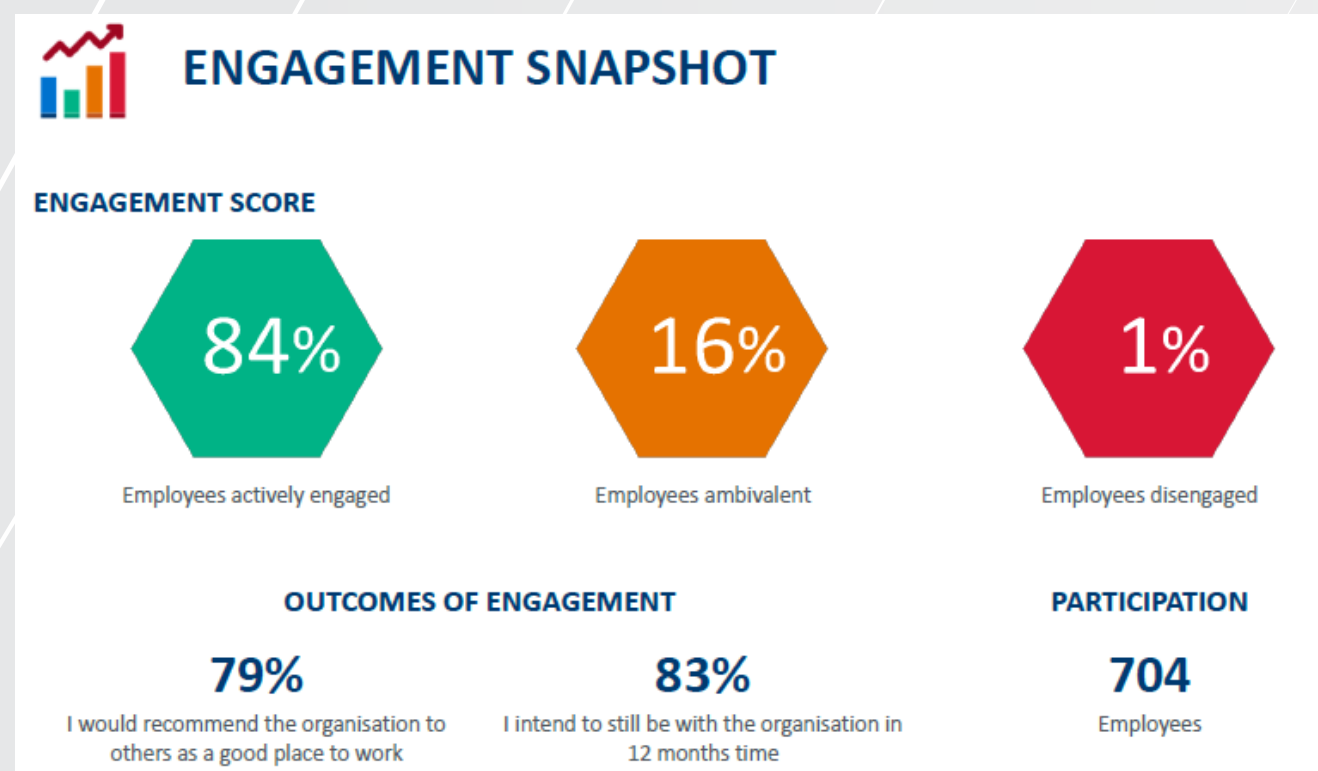 ENGAGEMENT SNAPSHOT
ENGAGEMENT SCORE
84%
16%
1%
Employees actively engaged
Employees ambivalent
Employees disengaged
OUTCOMES OF ENGAGEMENT
PARTICIPATION
79%
83%
704
I would recommend the organisation to
others as a good place to work
I intend to still be with the organisation in
12 months time
Employees